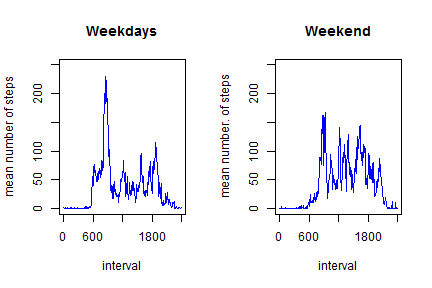 Weekdays
mean number of steps
0 50 100 200
0 600 1800
interval
Weekend
mean number. of steps
0 50 100 200
0 600 1800
interval